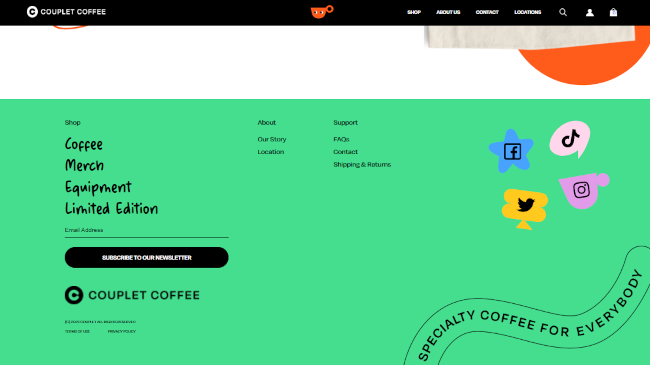 COUPLET COFFEE
SHOP ABOUT US CONTACT LOCATIONS
Shop
Coffee
Merch
Equipment
Limited Edition
Email Address
SUBSCRIBE TO OUR NEWSLETTER
About
Our Story
Location
Support
FAQs
Contact
Shipping & Returns
COUPLET COFFEE
TERMS OF USE PRIVACY POLICY
SPECIALTY COFFEE FOR EVERYBODY